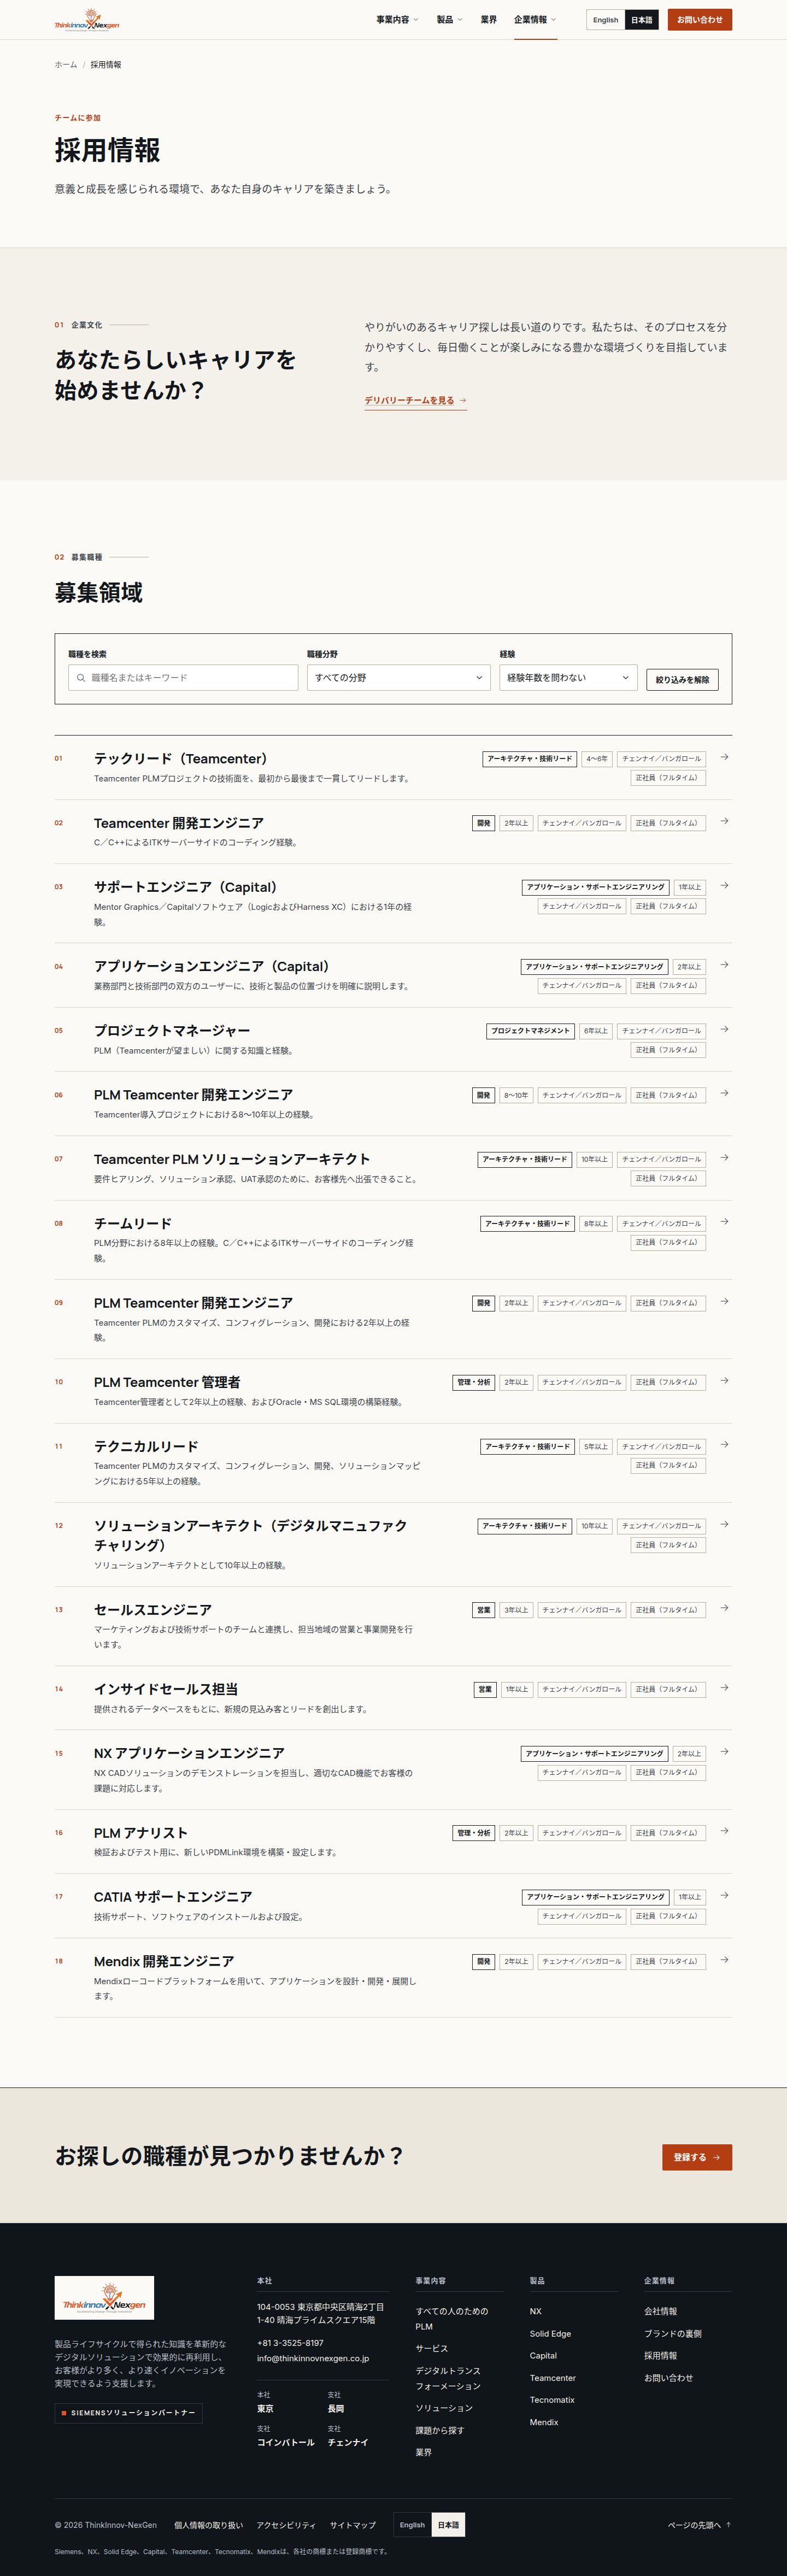 ThinkInnov Nexgen
事業内容
製品
業界
企業情報
English
日本語
お問い合わせ
ホーム / 採用情報
チームに参加
採用情報
意義と成長を感じられる環境で、あなた自身のキャリアを築きましょう。
01 企業文化
あなたらしいキャリアを
始めませんか？
やりがいのあるキャリア探しは長い道のりです。私たちは、そのプロセスを分
かりやすくし、毎日働くことが楽しみになる豊かな環境づくりを目指していま
す。
デリバリーチームを見る →
02 募集職種
募集領域
職種を検索
職種名またはキーワード
職種分野
すべての分野
経験
経験年数を問わない
絞り込みを解除
01
テックリード（Teamcenter）
Teamcenter PLMプロジェクトの技術面を、最初から最後まで一貫してリードします。
アーキテクチャ・技術リード 4〜6年 チェンナイ／バンガロール →
正社員（フルタイム）
02
Teamcenter 開発エンジニア
C／C++によるITKサーバーサイドのコーディング経験。
開発 2年以上 チェンナイ／バンガロール 正社員（フルタイム） →
03
サポートエンジニア（Capital）
Mentor Graphics／Capitalソフトウェア（LogicおよびHarness XC）における1年の経
験。
アプリケーション・サポートエンジニアリング 1年以上 →
チェンナイ／バンガロール 正社員（フルタイム）
04
アプリケーションエンジニア（Capital）
業務部門と技術部門の双方のユーザーに、技術と製品の位置づけを明確に説明します。
アプリケーション・サポートエンジニアリング 2年以上 →
チェンナイ／バンガロール 正社員（フルタイム）
05
プロジェクトマネージャー
PLM（Teamcenterが望ましい）に関する知識と経験。
プロジェクトマネジメント 6年以上 チェンナイ／バンガロール →
正社員（フルタイム）
06
PLM Teamcenter 開発エンジニア
Teamcenter導入プロジェクトにおける8〜10年以上の経験。
開発 8〜10年 チェンナイ／バンガロール 正社員（フルタイム） →
07
Teamcenter PLM ソリューションアーキテクト
要件ヒアリング、ソリューション承認、UAT承認のために、お客様先へ出張できること。
アーキテクチャ・技術リード 10年以上 チェンナイ／バンガロール →
正社員（フルタイム）
08
チームリード
PLM分野における8年以上の経験。C／C++によるITKサーバーサイドのコーディング経
験。
アーキテクチャ・技術リード 8年以上 チェンナイ／バンガロール →
正社員（フルタイム）
09
PLM Teamcenter 開発エンジニア
Teamcenter PLMのカスタマイズ、コンフィグレーション、開発における2年以上の経
験。
開発 2年以上 チェンナイ／バンガロール 正社員（フルタイム） →
10
PLM Teamcenter 管理者
Teamcenter管理者として2年以上の経験、およびOracle・MS SQL環境の構築経験。
管理・分析 2年以上 チェンナイ／バンガロール 正社員（フルタイム） →
11
テクニカルリード
Teamcenter PLMのカスタマイズ、コンフィグレーション、開発、ソリューションマッピ
ングにおける5年以上の経験。
アーキテクチャ・技術リード 5年以上 チェンナイ／バンガロール →
正社員（フルタイム）
12
ソリューションアーキテクト（デジタルマニュファク
チャリング）
ソリューションアーキテクトとして10年以上の経験。
アーキテクチャ・技術リード 10年以上 チェンナイ／バンガロール →
正社員（フルタイム）
13
セールスエンジニア
マーケティングおよび技術サポートのチームと連携し、担当地域の営業と事業開発を行
います。
営業 3年以上 チェンナイ／バンガロール 正社員（フルタイム） →
14
インサイドセールス担当
提供されるデータベースをもとに、新規の見込み客とリードを創出します。
営業 1年以上 チェンナイ／バンガロール 正社員（フルタイム） →
15
NX アプリケーションエンジニア
NX CADソリューションのデモンストレーションを担当し、適切なCAD機能でお客様の
課題に対応します。
アプリケーション・サポートエンジニアリング 2年以上 →
チェンナイ／バンガロール 正社員（フルタイム）
16
PLM アナリスト
検証およびテスト用に、新しいPDMLink環境を構築・設定します。
管理・分析 2年以上 チェンナイ／バンガロール 正社員（フルタイム） →
17
CATIA サポートエンジニア
技術サポート、ソフトウェアのインストールおよび設定。
アプリケーション・サポートエンジニアリング 1年以上 →
チェンナイ／バンガロール 正社員（フルタイム）
18
Mendix 開発エンジニア
Mendixローコードプラットフォームを用いて、アプリケーションを設計・開発・展開し
ます。
開発 2年以上 チェンナイ／バンガロール 正社員（フルタイム） →
お探しの職種が見つかりませんか？
登録する →
ThinkInnov Nexgen
製品ライフサイクルで得られた知識を革新的な
デジタルソリューションで効果的に再利用し、
お客様がより多く、より速くイノベーションを
実現できるよう支援します。
SIEMENSソリューションパートナー
本社
104-0053 東京都中央区晴海2丁目
1-40 晴海プライムスクエア15階
+81 3-3525-8197
info@thinkinnovnexgen.co.jp
本社
東京
支社
長岡
支社
コインバトール
支社
チェンナイ
事業内容
すべての人のための
PLM
サービス
デジタルトランス
フォーメーション
ソリューション
課題から探す
業界
製品
NX
Solid Edge
Capital
Teamcenter
Tecnomatix
Mendix
企業情報
会社情報
ブランドの裏側
採用情報
お問い合わせ
© 2026 ThinkInnov-NexGen
個人情報の取り扱い
アクセシビリティ
サイトマップ
English
日本語
ページの先頭へ ↑
Siemens、NX、Solid Edge、Capital、Teamcenter、Tecnomatix、Mendixは、各社の商標または登録商標です。